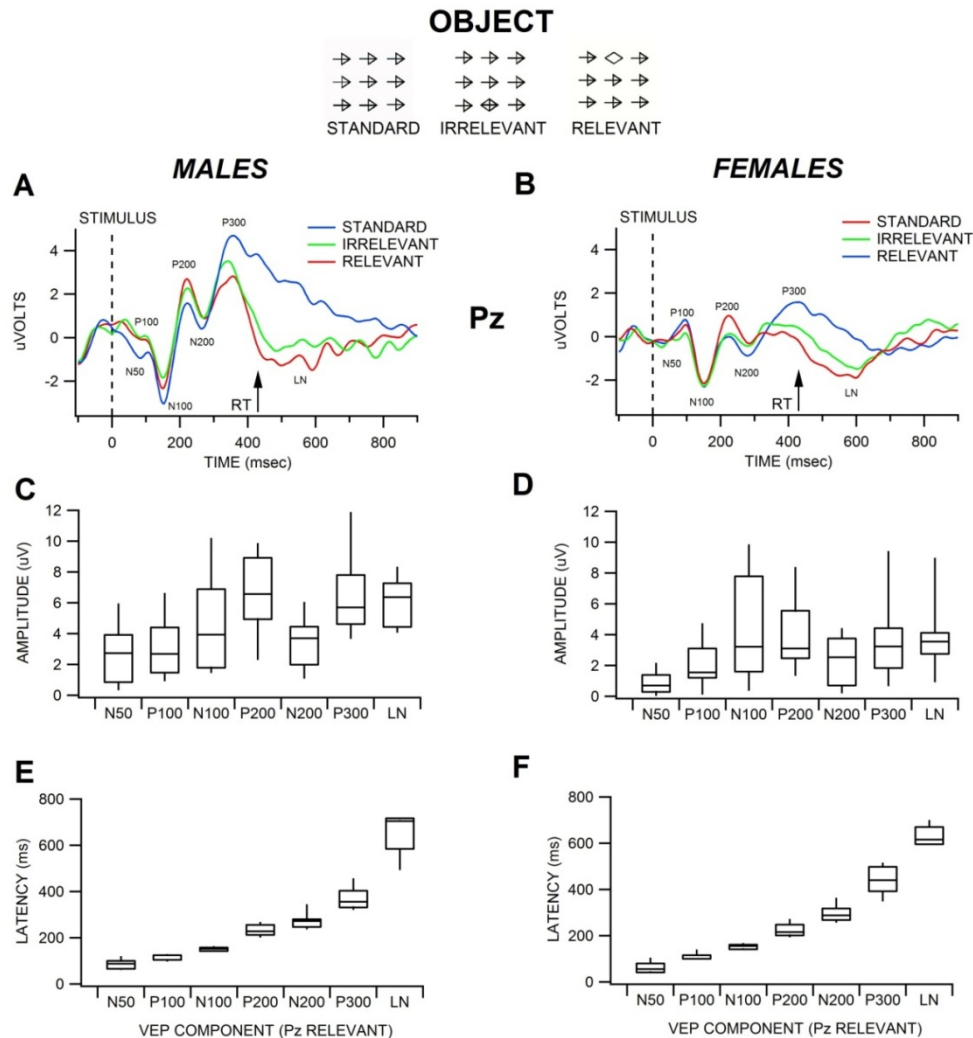 OBJECT
STANDARD IRRELEVANT RELEVANT
MALES
FEMALES
A
STIMULUS
P300
STANDARD
IRRELEVANT
RELEVANT
P200
P100
N50
N200
N100
LN
RT
uVOLTS
4
2
0
-2
0 200 400 600 800
TIME (msec)
Pz
B
STIMULUS
STANDARD
IRRELEVANT
RELEVANT
P300
P200
P100
N50
N200
N100
LN
RT
uVOLTS
4
2
0
-2
0 200 400 600 800
TIME (msec)
C
AMPLITUDE (uV)
12
10
8
6
4
2
0
N50 P100 N100 P200 N200 P300 LN
D
AMPLITUDE (uV)
12
10
8
6
4
2
0
N50 P100 N100 P200 N200 P300 LN
E
LATENCY (ms)
800
600
400
200
0
N50 P100 N100 P200 N200 P300 LN
VEP COMPONENT (Pz RELEVANT)
F
LATENCY (ms)
800
600
400
200
0
N50 P100 N100 P200 N200 P300 LN
VEP COMPONENT (Pz RELEVANT)